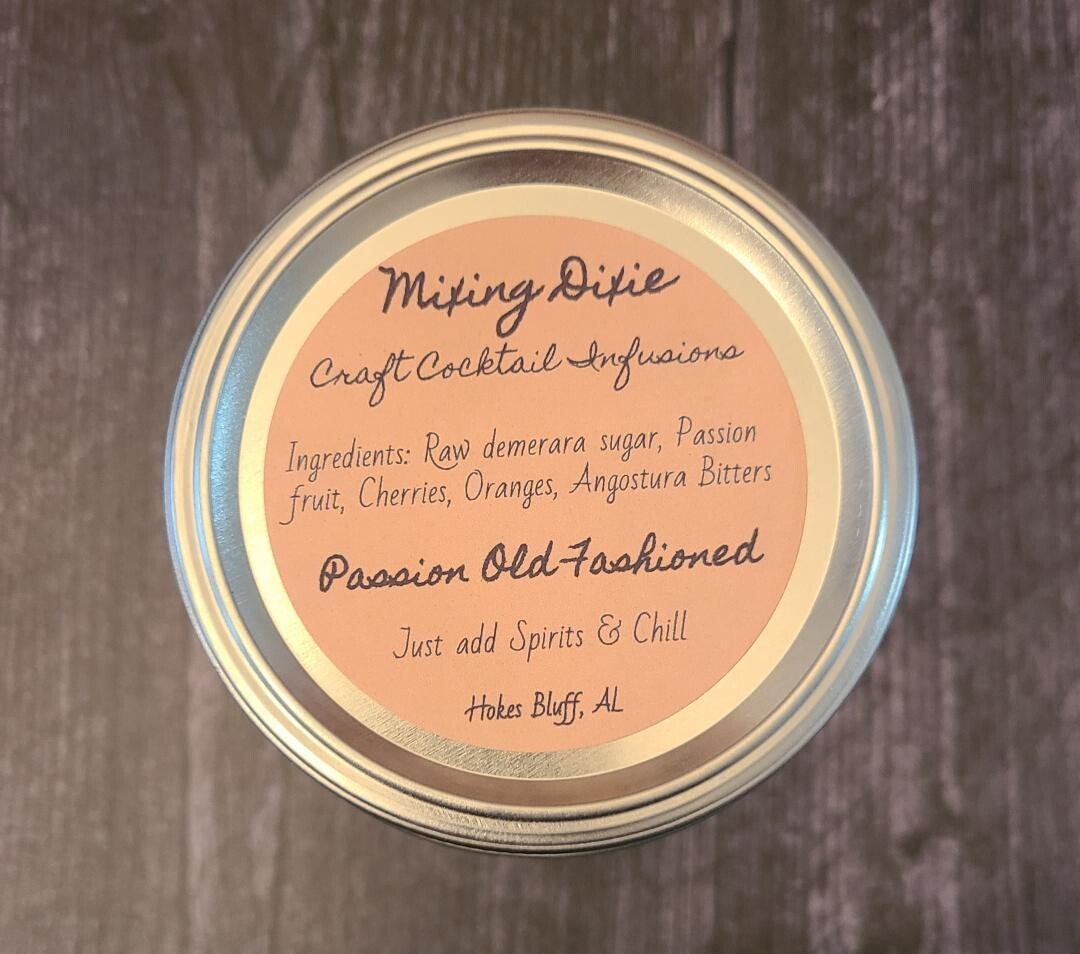 Mixing Dixie
Craft Cocktail Infusions
Ingredients: Raw demerara sugar, Passion
fruit, Cherries, Oranges, Angostura Bitters
Passion Old-Fashioned
Just add Spirits & Chill
Hokes Bluff, AL